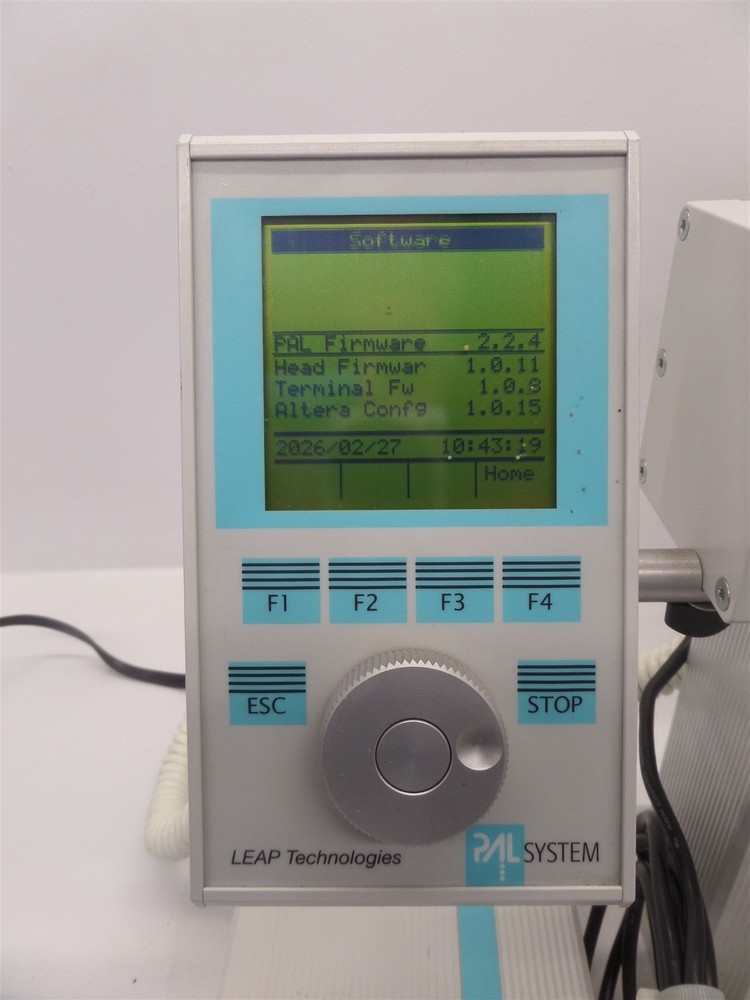 Software
PAL Firmware 2.2.4
Head Firmwar 1.0.11
Terminal Fw 1.0.8
Altera Confg 1.0.15
2026/02/27 10:43:19
Home
F1 F2 F3 F4
ESC STOP
LEAP Technologies PAL SYSTEM